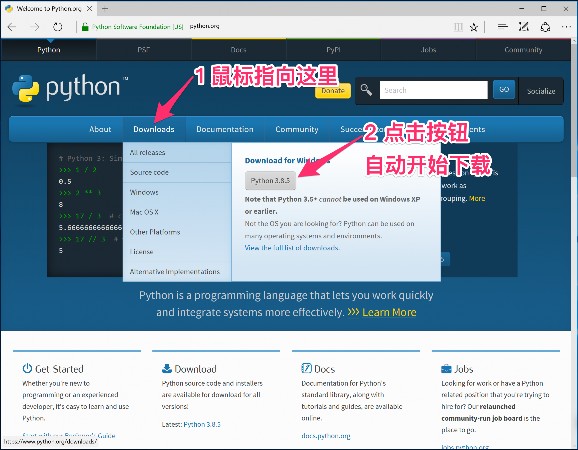 Welcome to Python.org
Python Software Foundation [US] python.org
Python
PSF
Docs
PyPI
Jobs
Community
python™
1 鼠标指向这里
Donate
Search
GO
Socialize
About
Downloads
Documentation
Community
2 点击按钮
自动开始下载
# Python 3:
>>> 1 / 2
0.5
>>> 2 ** 3
8
>>> 17 / 3 #
5.666666666666
>>> 17 // 3 #
5
All releases
Source code
Windows
Mac OS X
Other Platforms
License
Alternative Implementations
Download for Windows
Python 3.8.5
Note that Python 3.5+ cannot be used on Windows XP
or earlier.
Not the OS you are looking for? Python can be used on
many operating systems and environments.
View the full list of downloads.
work as
rouping. More
Python is a programming language that lets you work quickly
and integrate systems more effectively. >>> Learn More
Get Started
Whether you're new to
programming or an experienced
developer, it's easy to learn and use
Python.
Start with our Beginner's Guide
Download
Python source code and installers
are available for download for all
versions!
Latest: Python 3.8.5
Docs
Documentation for Python's
standard library, along with
tutorials and guides, are available
online.
docs.python.org
Jobs
Looking for work or have a Python
related position that you're trying to
hire for? Our relaunched
community-run job board is the
place to go.
jobs.python.org
https://www.python.org/downloads/